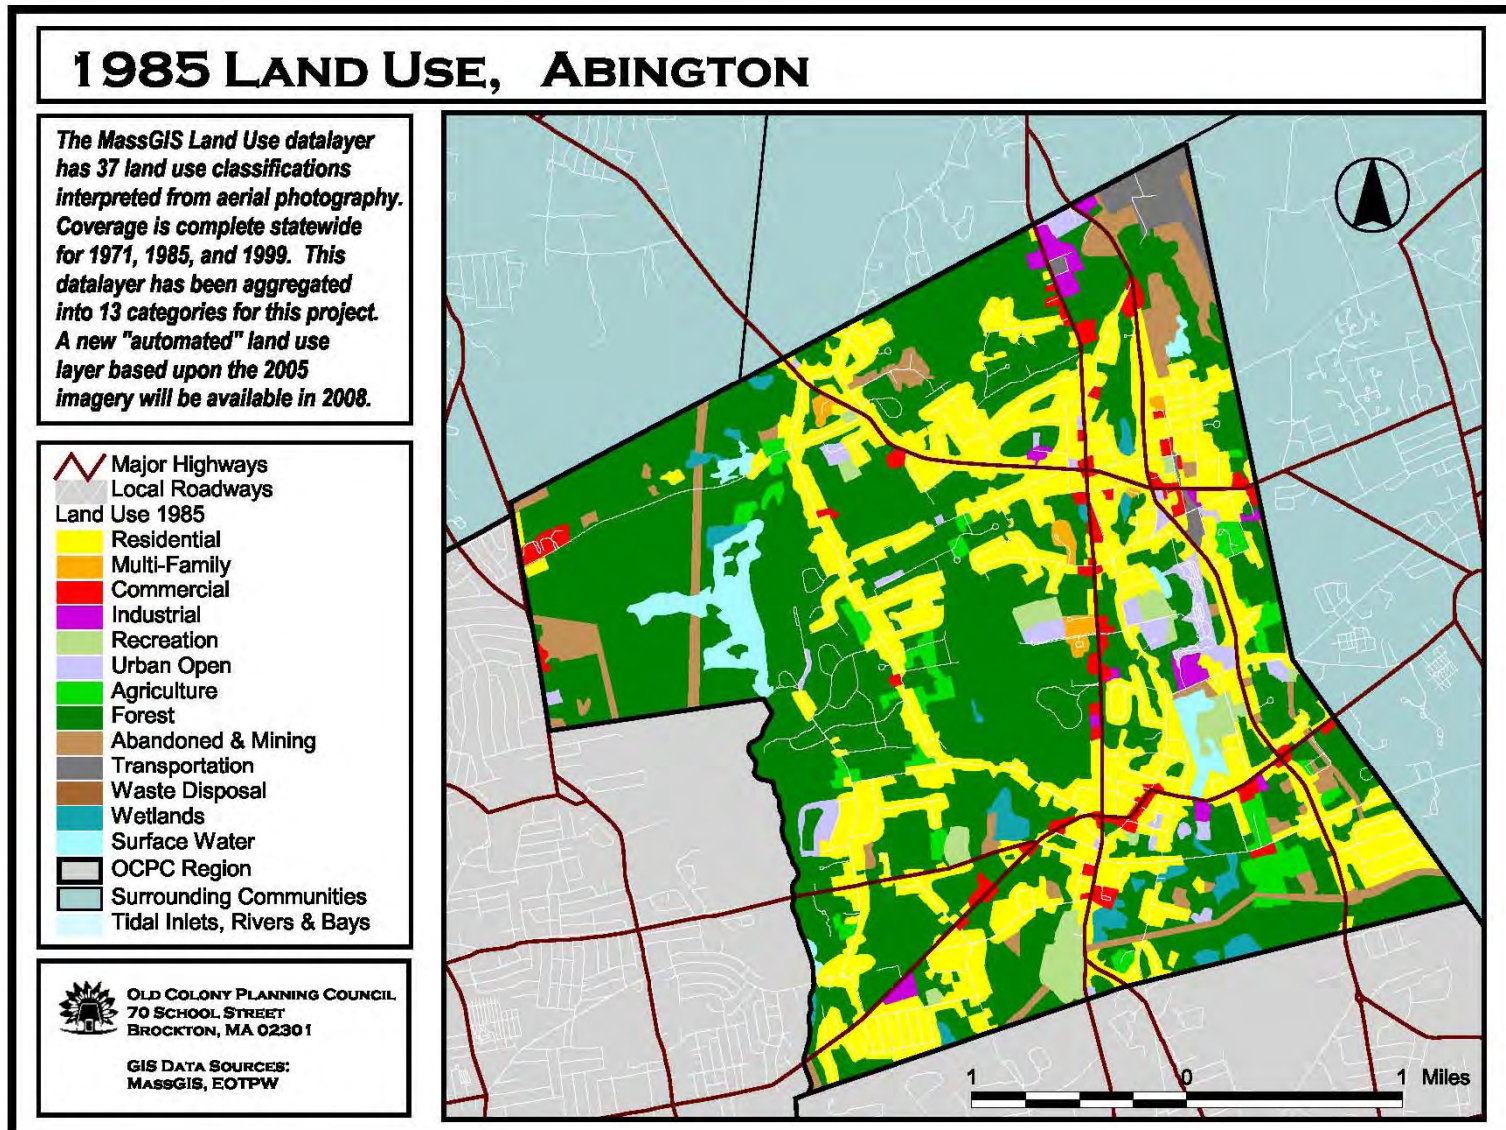 1985 LAND USE, ABINGTON
The MassGIS Land Use datalayer
has 37 land use classifications
interpreted from aerial photography.
Coverage is complete statewide
for 1971, 1985, and 1999. This
datalayer has been aggregated
into 13 categories for this project.
A new "automated" land use
layer based upon the 2005
imagery will be available in 2008.
Major Highways
Local Roadways
Land Use 1985
Residential
Multi-Family
Commercial
Industrial
Recreation
Urban Open
Agriculture
Forest
Abandoned & Mining
Transportation
Waste Disposal
Wetlands
Surface Water
OCPC Region
Surrounding Communities
Tidal Inlets, Rivers & Bays
OLD COLONY PLANNING COUNCIL
70 SCHOOL STREET
BROCKTON, MA 02301
GIS DATA SOURCES:
MASSGIS, EOTPW
1 0 1 Miles